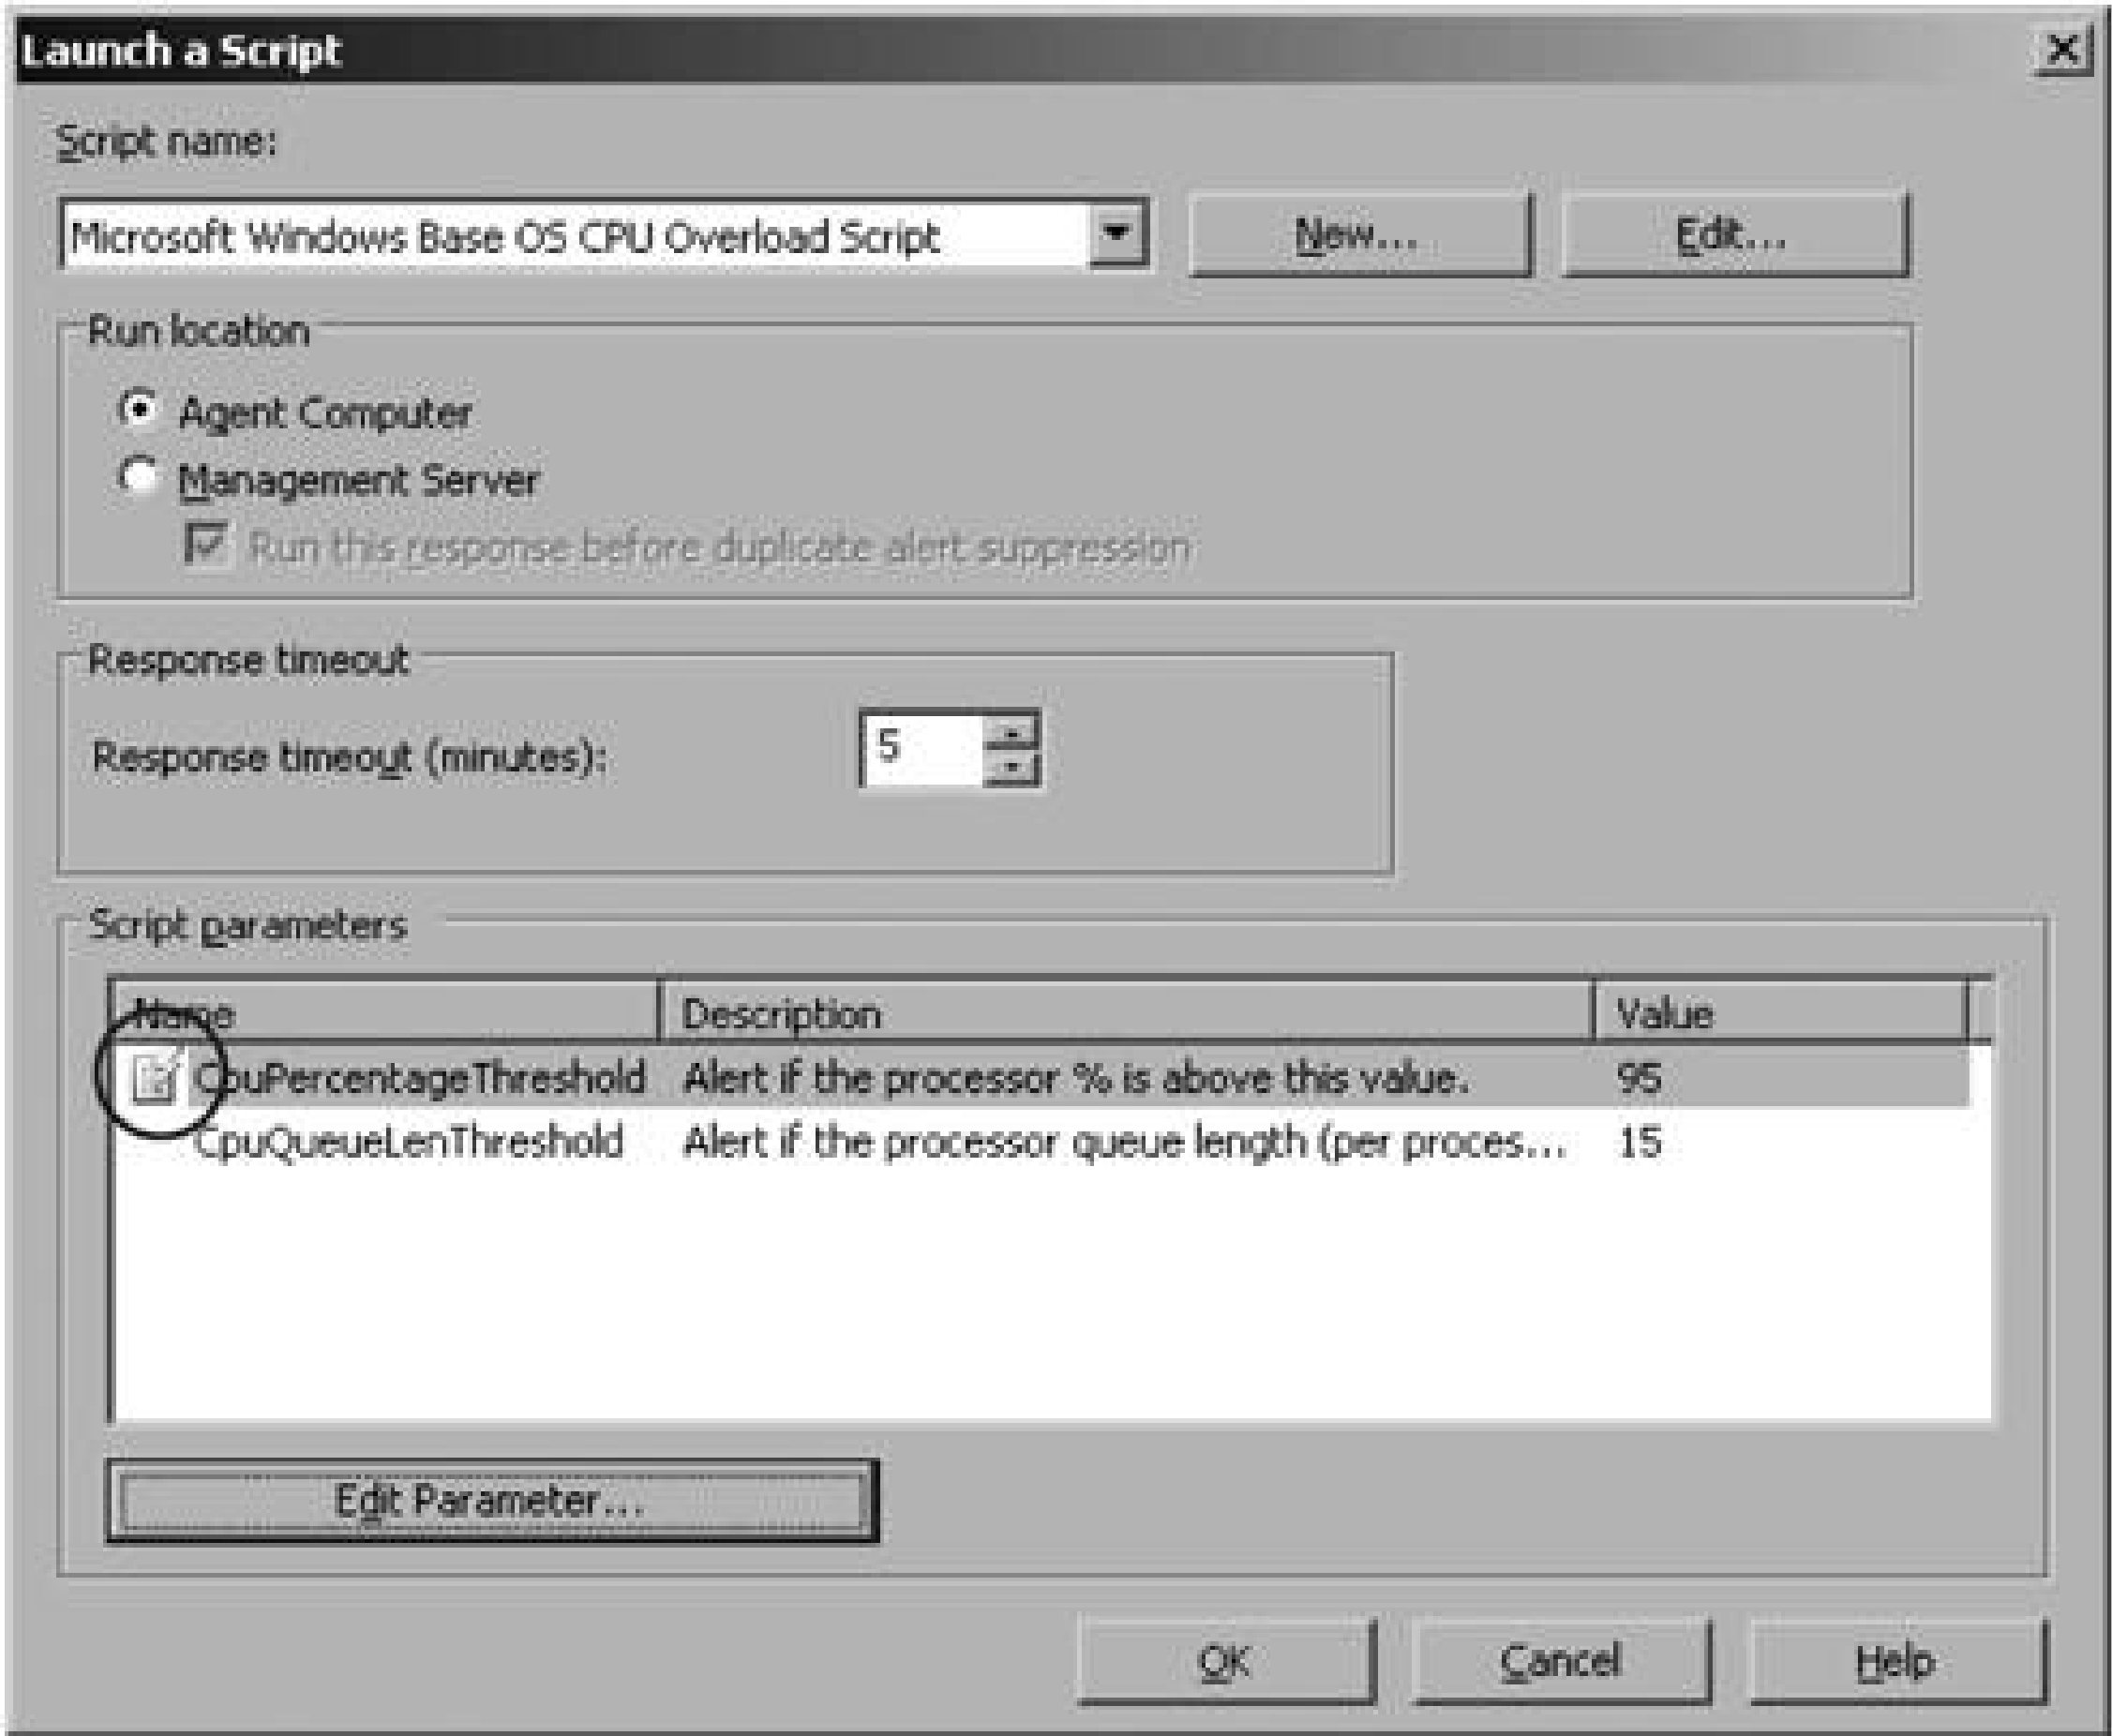 Launch a Script
Script name:
Microsoft Windows Base OS CPU Overload Script New... Edit...
Run location
Agent Computer
Management Server
Run this response before duplicate alert suppression
Response timeout
Response timeout (minutes): 5
Script parameters
Name Description Value
CpuPercentageThreshold Alert if the processor % is above this value. 95
CpuQueueLenThreshold Alert if the processor queue length (per proces... 15
Edit Parameter...
OK Cancel Help